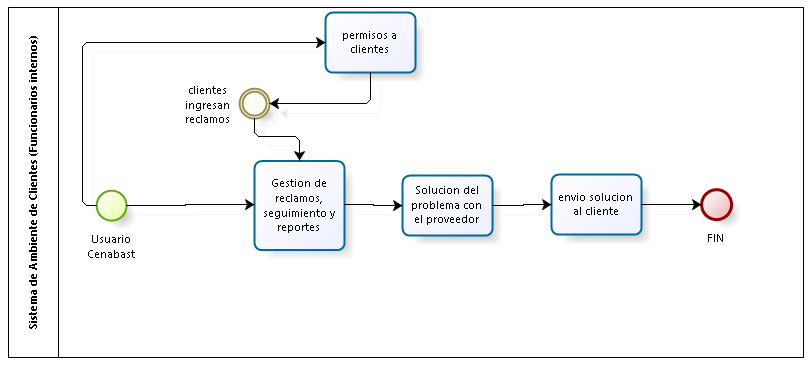 Sistema de Ambiente de Clientes (Funcionarios internos)
permisos a
clientes
clientes
ingresan
reclamos
Gestion de
reclamos,
seguimiento y
reportes
Solucion del
problema con
el proveedor
envio solucion
al cliente
Usuario
Cenabast
FIN